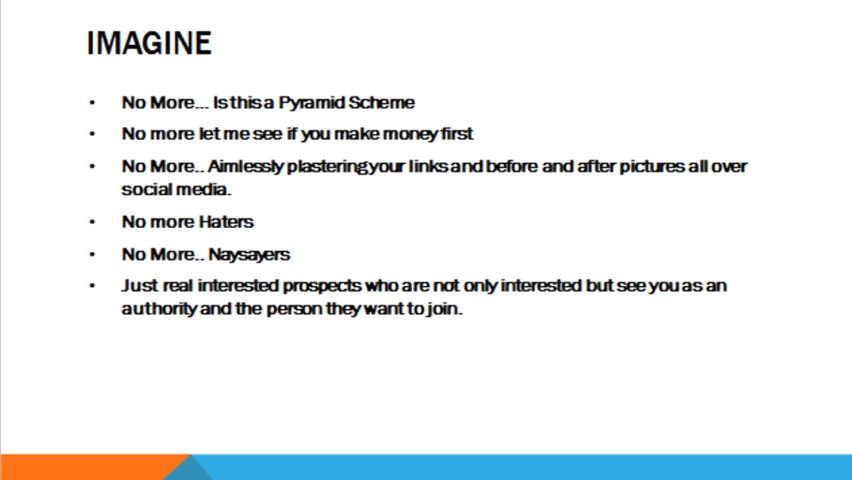 IMAGINE
• No More... Is this a Pyramid Scheme
• No more let me see if you make money first
• No More.. Aimlessly plastering your links and before and after pictures all over
social media.
• No more Haters
• No More.. Naysayers
• Just real interested prospects who are not only interested but see you as an
authority and the person they want to join.